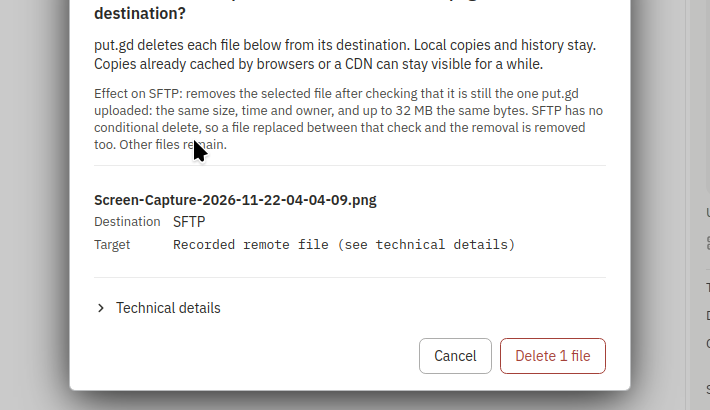 destination?
put.gd deletes each file below from its destination. Local copies and history stay.
Copies already cached by browsers or a CDN can stay visible for a while.
Effect on SFTP: removes the selected file after checking that it is still the one put.gd
uploaded: the same size, time and owner, and up to 32 MB the same bytes. SFTP has no
conditional delete, so a file replaced between that check and the removal is removed
too. Other files remain.
Screen-Capture-2026-11-22-04-04-09.png
Destination SFTP
Target Recorded remote file (see technical details)
Technical details
Cancel Delete 1 file